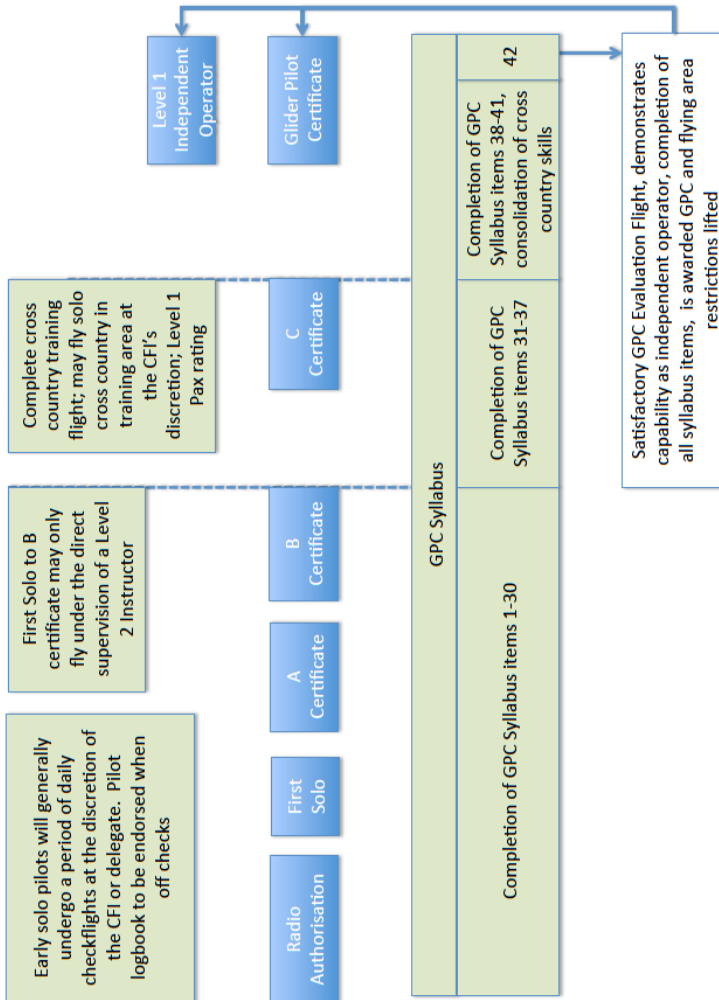 Early solo pilots will generally
undergo a period of daily
checkflights at the discretion of
the CFI or delegate.  Pilot
logbook to be endorsed when
off checks
First Solo to B
certificate may only
fly under the direct
supervision of a Level
2 Instructor
Complete cross
country training
flight; may fly solo
cross country in
training area at
the CFI's
discretion; Level 1
Pax rating
Level 1
Independent
Operator
Radio
Authorisation
First
Solo
A
Certificate
B
Certificate
C
Certificate
Glider Pilot
Certificate
GPC Syllabus
Completion of GPC Syllabus items 1-30
Completion of GPC
Syllabus items 31-37
Completion of GPC
Syllabus items 38-41,
consolidation of cross
country skills
42
Satisfactory GPC Evaluation Flight, demonstrates
capability as independent operator, completion of
all syllabus items,  is awarded GPC and flying area
restrictions lifted